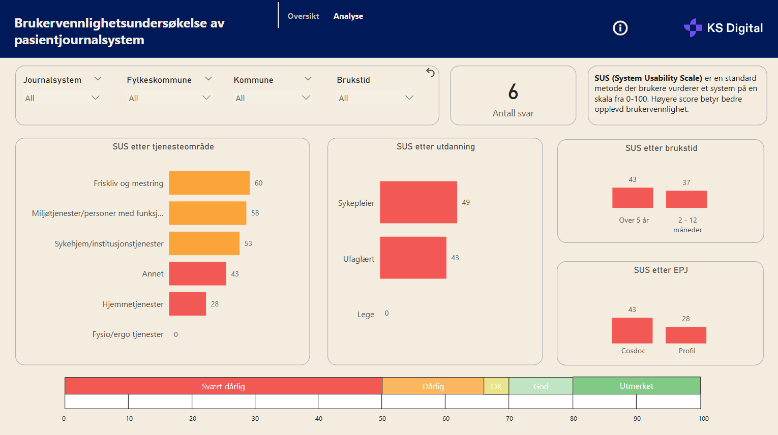 Brukervennlighetsundersøkelse av
pasientjournalsystem
Oversikt Analyse
KS Digital
Journalsystem
All
Fylkeskommune
All
Kommune
All
Brukstid
All
6
Antall svar
SUS (System Usability Scale) er en standard
metode der brukere vurderer et system på en
skala fra 0-100. Høyere score betyr bedre
opplevd brukervennlighet.
SUS etter tjenesteområde
Friskliv og mestring 60
Miljøtjenester/personer med funksj... 58
Sykehjem/institusjonstjenester 53
Annet 43
Hjemmetjenester 28
Fysio/ergo tjenester 0
SUS etter utdanning
Sykepleier 49
Ufaglært 43
Lege 0
SUS etter brukstid
43 37
Over 5 år 2 - 12
måneder
SUS etter EPJ
43 28
Cosdoc Profil
Svært dårlig Dårlig OK God Utmerket
0 10 20 30 40 50 60 70 80 90 100